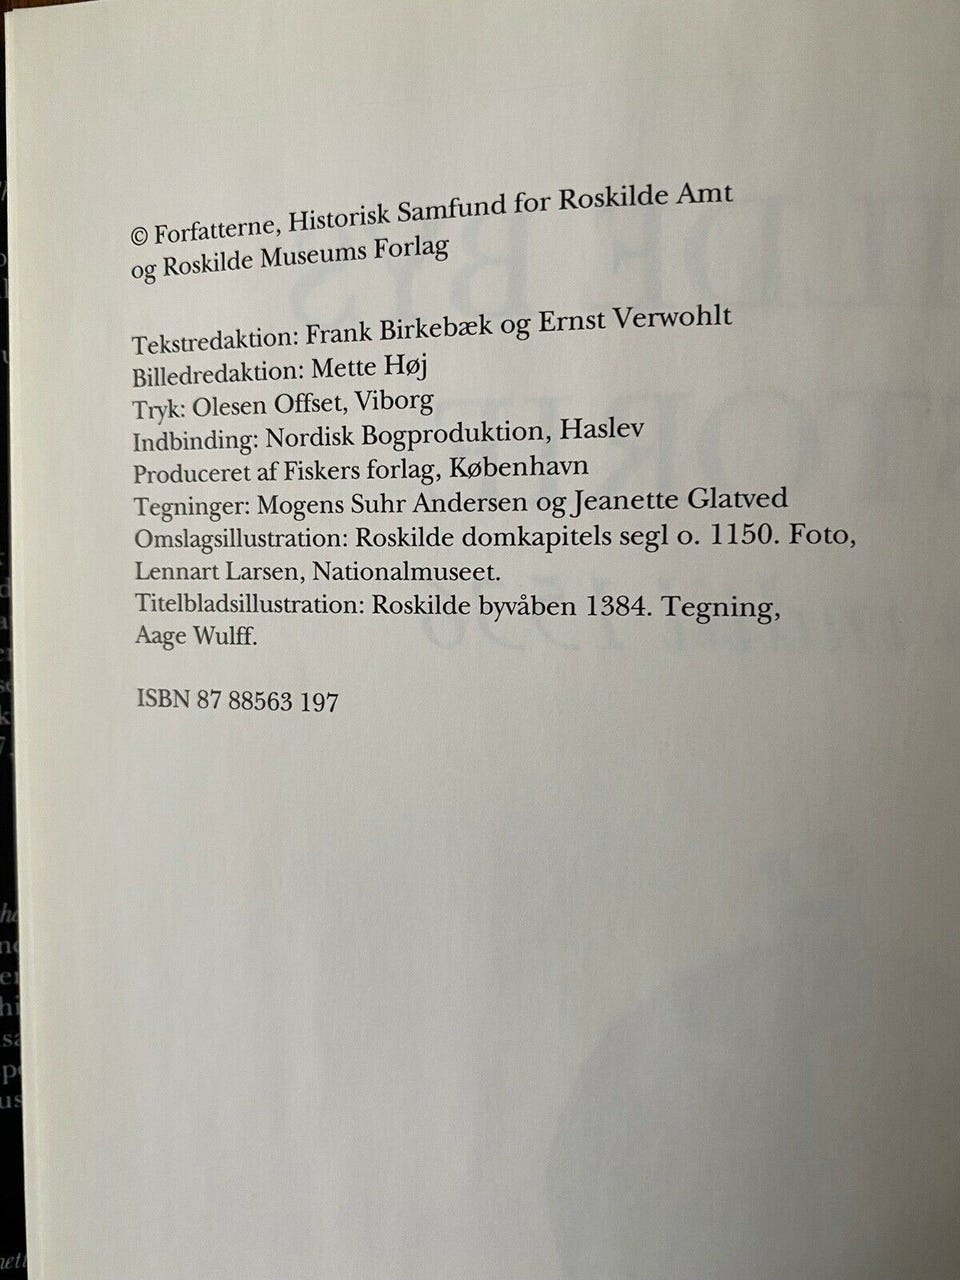 © Forfatterne, Historisk Samfund for Roskilde Amt
og Roskilde Museums Forlag
Tekstredaktion: Frank Birkebæk og Ernst Verwohlt
Billedredaktion: Mette Høj
Tryk: Olesen Offset, Viborg
Indbinding: Nordisk Bogproduktion, Haslev
Produceret af Fiskers forlag, København
Tegninger: Mogens Suhr Andersen og Jeanette Glatved
Omslagsillustration: Roskilde domkapitels segl o. 1150. Foto,
Lennart Larsen, Nationalmuseet.
Titelbladsillustration: Roskilde byvåben 1384. Tegning,
Aage Wulff.
ISBN 87 88563 197